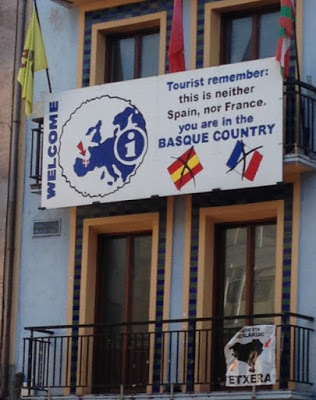 WELCOME
i
Tourist remember:
this is neither
Spain, nor France.
you are in the
BASQUE COUNTRY
ETXERA